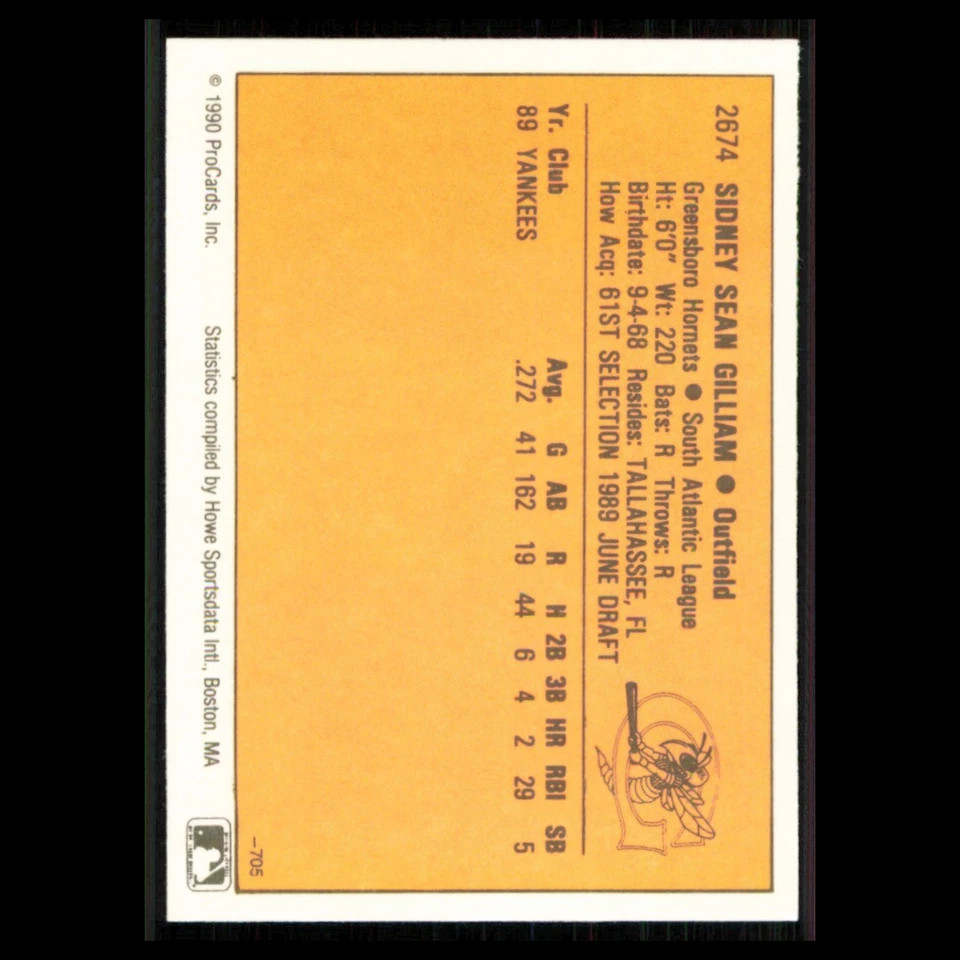 2674 SIDNEY SEAN GILLIAM ● Outfield
Greensboro Hornets ● South Atlantic League
Ht: 6'0" Wt: 220 Bats: R Throws: R
Birthdate: 9-4-68 Resides: TALLAHASSEE, FL
How Acq: 61ST SELECTION 1989 JUNE DRAFT
Yr. Club Avg. G AB R H 2B 3B HR RBI SB
89 YANKEES .272 41 162 19 44 6 4 2 29 5
-705
© 1990 ProCards, Inc. Statistics compiled by Howe Sportsdata Intl., Boston, MA